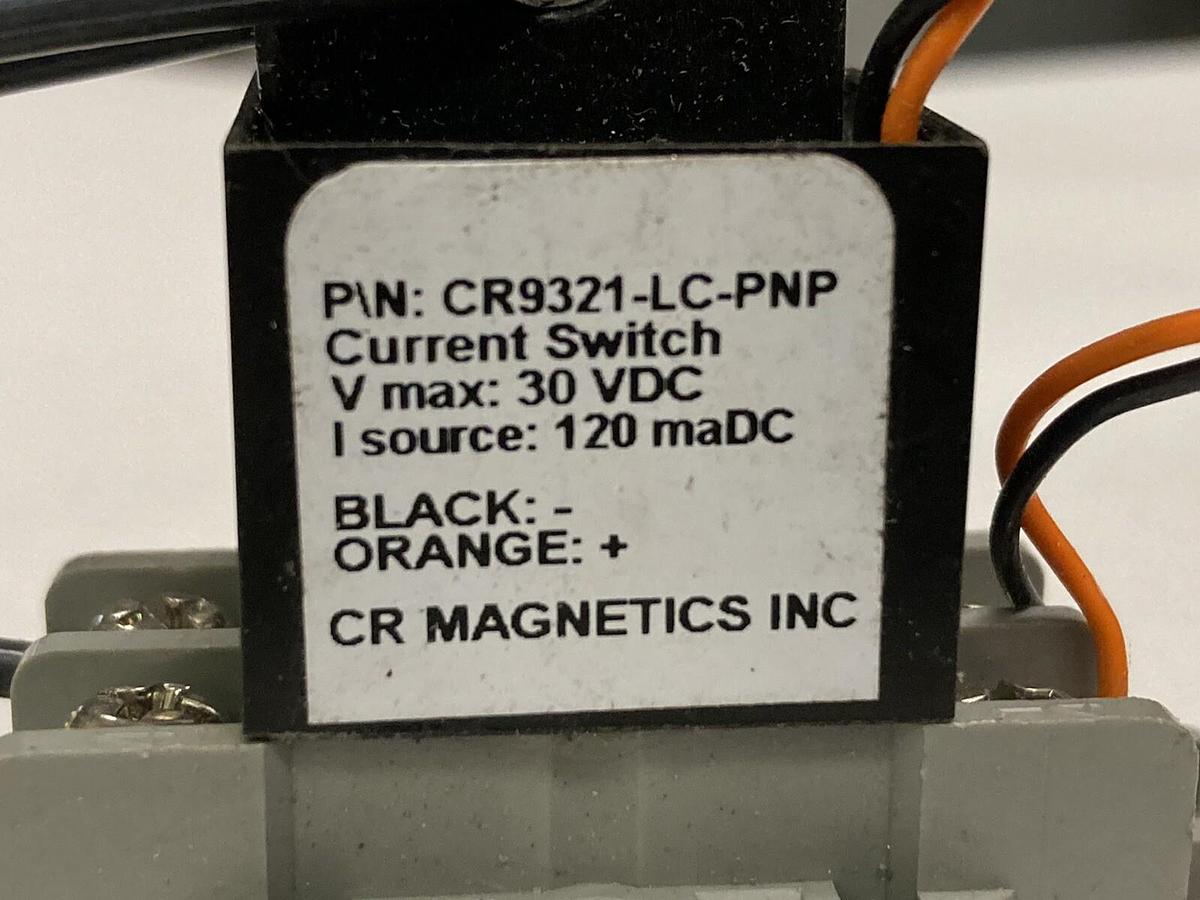 P\N: CR9321-LC-PNP
Current Switch
V max: 30 VDC
I source: 120 maDC
BLACK: -
ORANGE: +
CR MAGNETICS INC